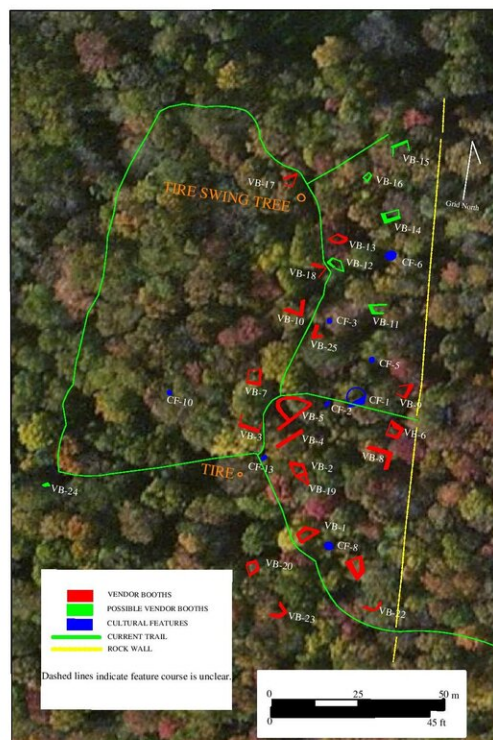 VB-15
VB-16
VB-17
TIRE SWING TREE
Grid North
VB-14
VB-13
CF-6
VB-12
VB-18
VB-10
CF-3
VB-11
VB-25
CF-5
VB-7
CF-10
CF-1
VB-9
CF-2
VB-5
VB-3
VB-6
VB-4
VB-8
CF-13
VB-2
TIRE
VB-24
VB-19
VB-1
CF-8
VB-20
VB-23
VB-22
VENDOR BOOTHS
POSSIBLE VENDOR BOOTHS
CULTURAL FEATURES
CURRENT TRAIL
ROCK WALL
Dashed lines indicate feature course is unclear.
0 50 m
0 45 ft